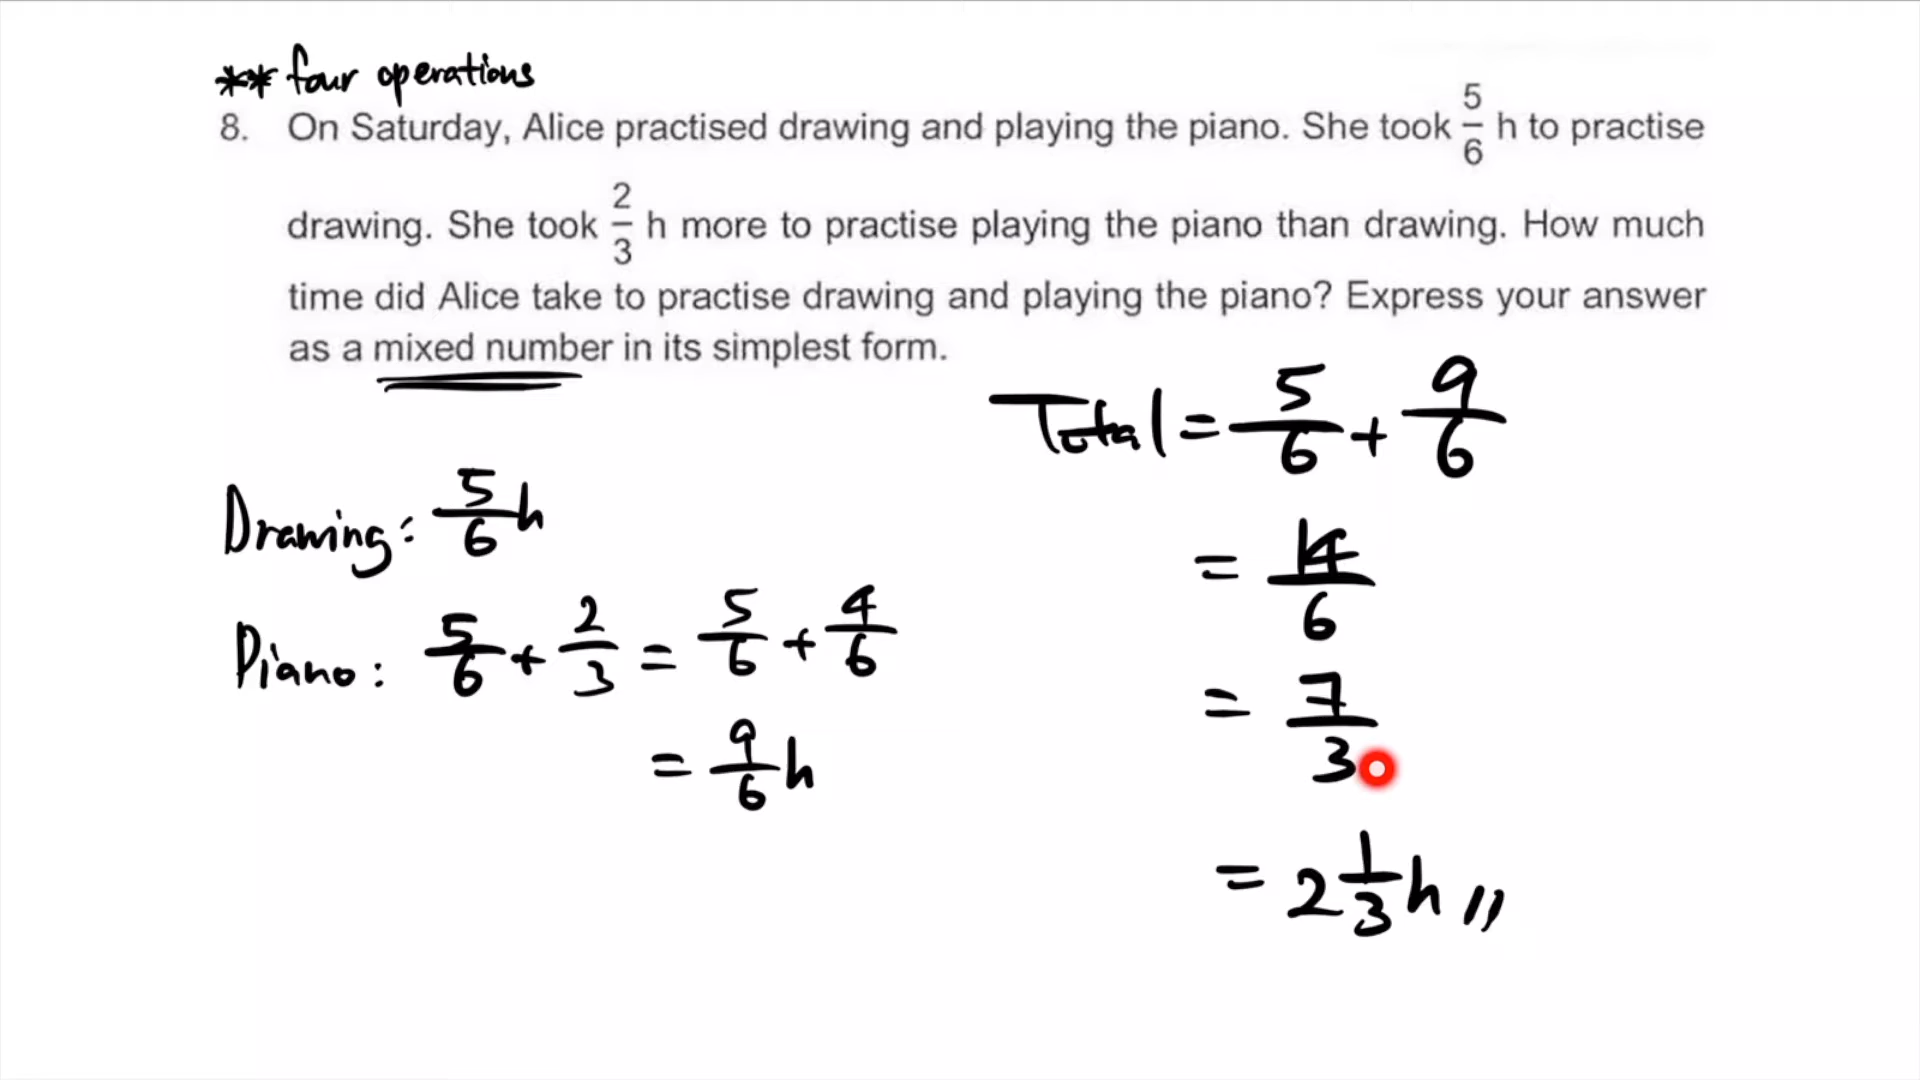 ** four operations
8. On Saturday, Alice practised drawing and playing the piano. She took 5/6 h to practise
drawing. She took 2/3 h more to practise playing the piano than drawing. How much
time did Alice take to practise drawing and playing the piano? Express your answer
as a mixed number in its simplest form.
Drawing: 5/6 h
Piano: 5/6 + 2/3 = 5/6 + 4/6
= 9/6 h
Total = 5/6 + 9/6
= 14/6
= 7/3
= 2 1/3 h //